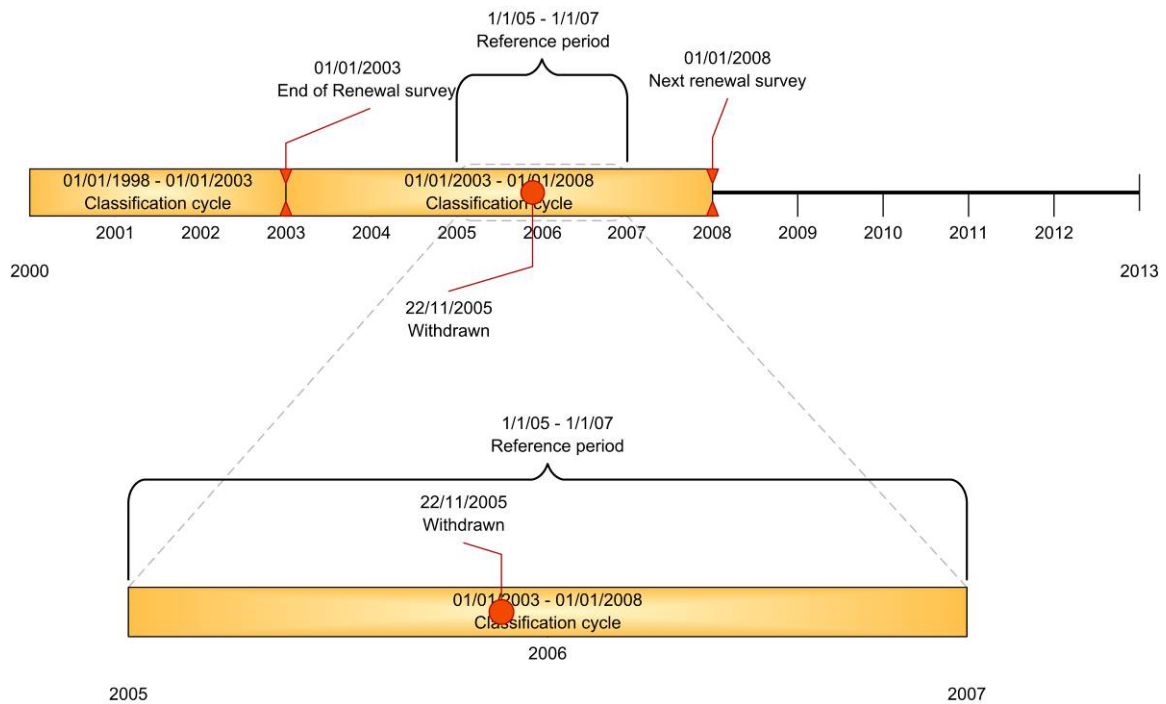 1/1/05 - 1/1/07
Reference period
01/01/2003
End of Renewal survey
01/01/2008
Next renewal survey
01/01/1998 - 01/01/2003
Classification cycle
01/01/2003 - 01/01/2008
Classification cycle
2001 2002 2003 2004 2005 2006 2007 2008 2009 2010 2011 2012
2000 2013
22/11/2005
Withdrawn
1/1/05 - 1/1/07
Reference period
22/11/2005
Withdrawn
01/01/2003 - 01/01/2008
Classification cycle
2006
2005 2007